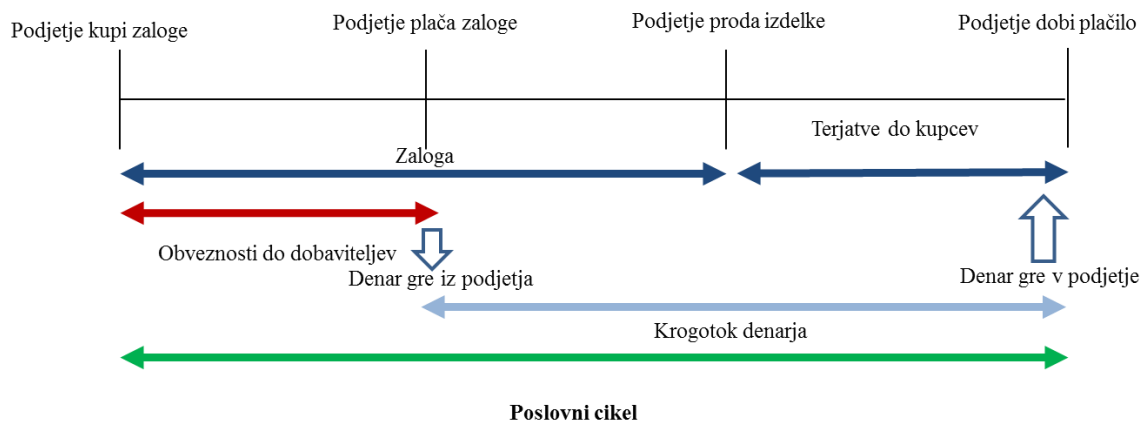 Podjetje kupi zaloge
Podjetje plača zaloge
Podjetje proda izdelke
Podjetje dobi plačilo
Terjatve do kupcev
Zaloga
Obveznosti do dobaviteljev
Denar gre iz podjetja
Denar gre v podjetje
Krogotok denarja
Poslovni cikel